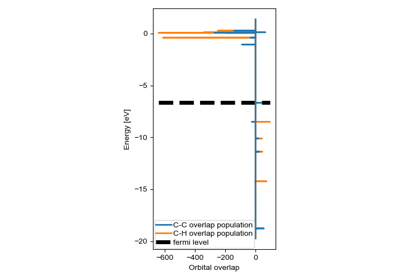 0
−5
−10
−15
−20
Energy [eV]
C-C overlap population
C-H overlap population
fermi level
−600 −400 −200 0
Orbital overlap